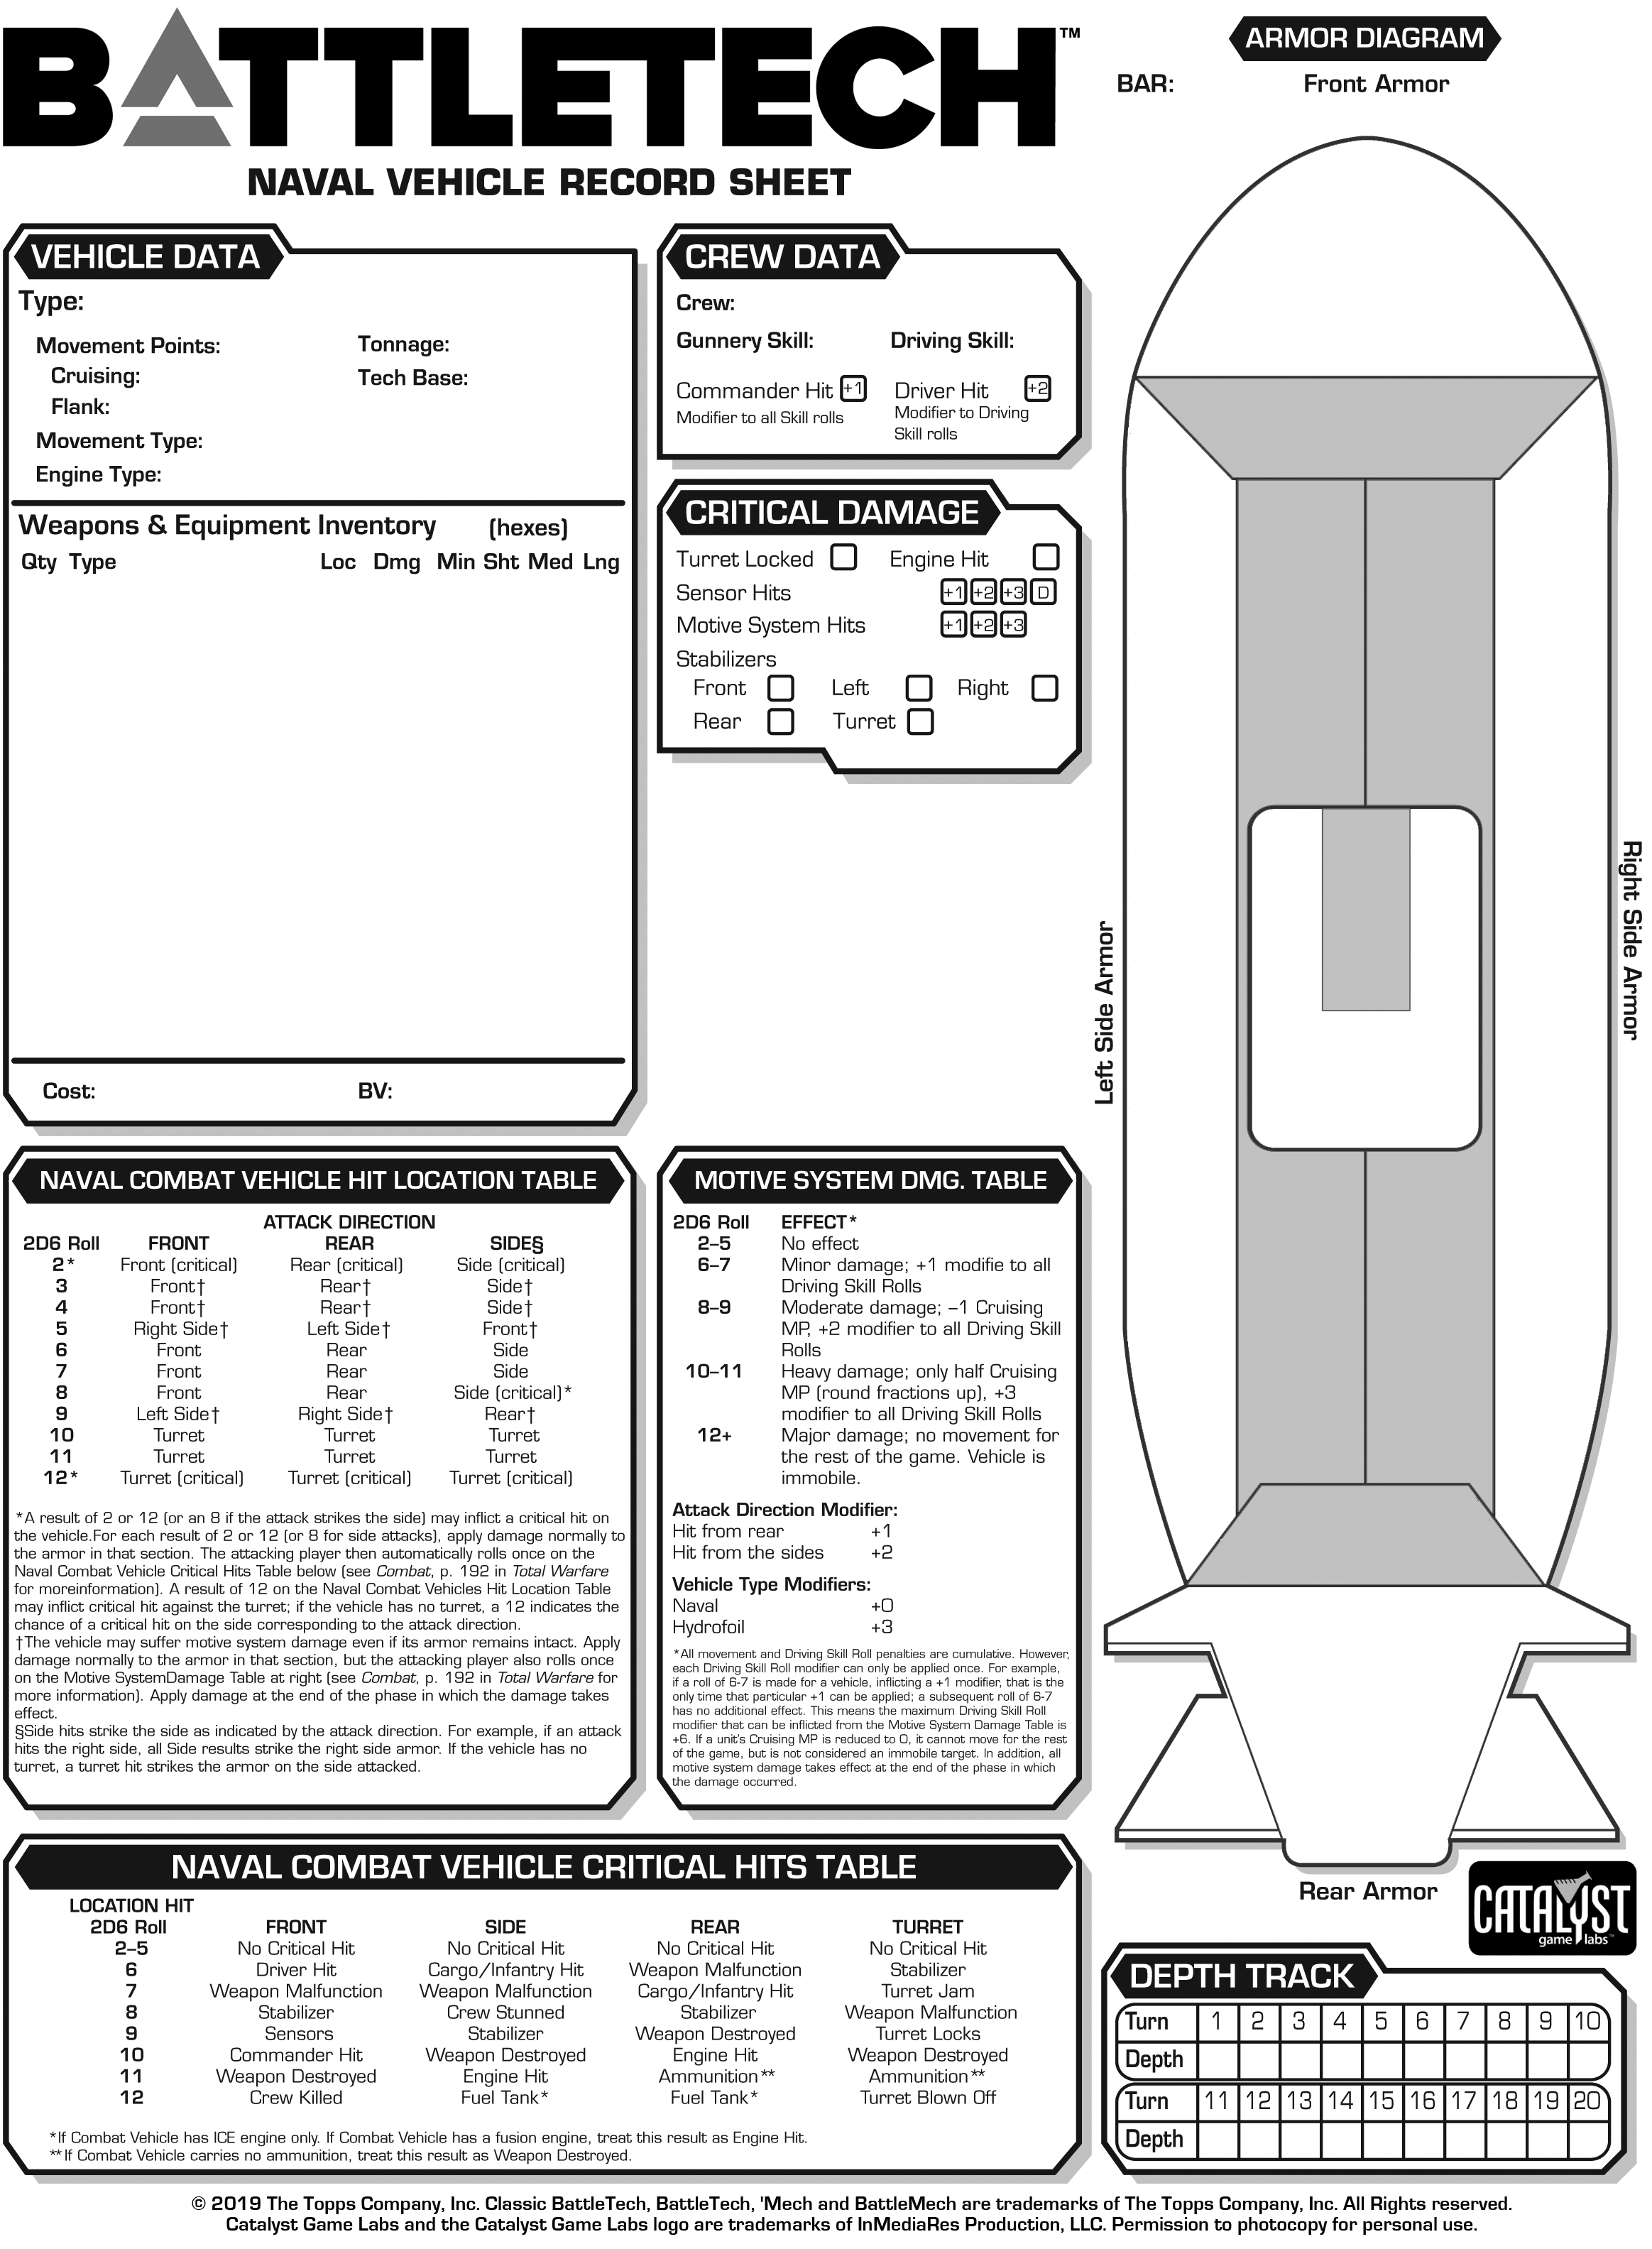 BATTLETECH™
NAVAL VEHICLE RECORD SHEET
VEHICLE DATA
Type:
Movement Points: Tonnage:
Cruising: Tech Base:
Flank:
Movement Type:
Engine Type:
Weapons & Equipment Inventory (hexes)
Qty Type Loc Dmg Min Sht Med Lng
Cost: BV:
CREW DATA
Crew:
Gunnery Skill: Driving Skill:
Commander Hit +1 Driver Hit +2
Modifier to all Skill rolls Modifier to Driving
Skill rolls
CRITICAL DAMAGE
Turret Locked Engine Hit
Sensor Hits +1 +2 +3 D
Motive System Hits +1 +2 +3
Stabilizers
Front Left Right
Rear Turret
ARMOR DIAGRAM
BAR: Front Armor
Left Side Armor
Right Side Armor
Rear Armor
NAVAL COMBAT VEHICLE HIT LOCATION TABLE
ATTACK DIRECTION
2D6 Roll FRONT REAR SIDE§
2* Front (critical) Rear (critical) Side (critical)
3 Front† Rear† Side†
4 Front† Rear† Side†
5 Right Side† Left Side† Front†
6 Front Rear Side
7 Front Rear Side
8 Front Rear Side (critical)*
9 Left Side† Right Side† Rear†
10 Turret Turret Turret
11 Turret Turret Turret
12* Turret (critical) Turret (critical) Turret (critical)
*A result of 2 or 12 (or an 8 if the attack strikes the side) may inflict a critical hit on
the vehicle.For each result of 2 or 12 (or 8 for side attacks), apply damage normally to
the armor in that section. The attacking player then automatically rolls once on the
Naval Combat Vehicle Critical Hits Table below (see Combat, p. 192 in Total Warfare
for moreinformation). A result of 12 on the Naval Combat Vehicles Hit Location Table
may inflict critical hit against the turret; if the vehicle has no turret, a 12 indicates the
chance of a critical hit on the side corresponding to the attack direction.
†The vehicle may suffer motive system damage even if its armor remains intact. Apply
damage normally to the armor in that section, but the attacking player also rolls once
on the Motive SystemDamage Table at right (see Combat, p. 192 in Total Warfare for
more information). Apply damage at the end of the phase in which the damage takes
effect.
§Side hits strike the side as indicated by the attack direction. For example, if an attack
hits the right side, all Side results strike the right side armor. If the vehicle has no
turret, a turret hit strikes the armor on the side attacked.
MOTIVE SYSTEM DMG. TABLE
2D6 Roll EFFECT*
2–5 No effect
6–7 Minor damage; +1 modifie to all
Driving Skill Rolls
8–9 Moderate damage; –1 Cruising
MP, +2 modifier to all Driving Skill
Rolls
10–11 Heavy damage; only half Cruising
MP (round fractions up), +3
modifier to all Driving Skill Rolls
12+ Major damage; no movement for
the rest of the game. Vehicle is
immobile.
Attack Direction Modifier:
Hit from rear +1
Hit from the sides +2
Vehicle Type Modifiers:
Naval +0
Hydrofoil +3
*All movement and Driving Skill Roll penalties are cumulative. However,
each Driving Skill Roll modifier can only be applied once. For example,
if a roll of 6-7 is made for a vehicle, inflicting a +1 modifier, that is the
only time that particular +1 can be applied; a subsequent roll of 6-7
has no additional effect. This means the maximum Driving Skill Roll
modifier that can be inflicted from the Motive System Damage Table is
+6. If a unit's Cruising MP is reduced to 0, it cannot move for the rest
of the game, but is not considered an immobile target. In addition, all
motive system damage takes effect at the end of the phase in which
the damage occurred.
NAVAL COMBAT VEHICLE CRITICAL HITS TABLE
LOCATION HIT
2D6 Roll FRONT SIDE REAR TURRET
2–5 No Critical Hit No Critical Hit No Critical Hit No Critical Hit
6 Driver Hit Cargo/Infantry Hit Weapon Malfunction Stabilizer
7 Weapon Malfunction Weapon Malfunction Cargo/Infantry Hit Turret Jam
8 Stabilizer Crew Stunned Stabilizer Weapon Malfunction
9 Sensors Stabilizer Weapon Destroyed Turret Locks
10 Commander Hit Weapon Destroyed Engine Hit Weapon Destroyed
11 Weapon Destroyed Engine Hit Ammunition** Ammunition**
12 Crew Killed Fuel Tank* Fuel Tank* Turret Blown Off
*If Combat Vehicle has ICE engine only. If Combat Vehicle has a fusion engine, treat this result as Engine Hit.
**If Combat Vehicle carries no ammunition, treat this result as Weapon Destroyed.
CATALYST
game labs™
DEPTH TRACK
Turn 1 2 3 4 5 6 7 8 9 10
Depth
Turn 11 12 13 14 15 16 17 18 19 20
Depth
© 2019 The Topps Company, Inc. Classic BattleTech, BattleTech, 'Mech and BattleMech are trademarks of The Topps Company, Inc. All Rights reserved.
Catalyst Game Labs and the Catalyst Game Labs logo are trademarks of InMediaRes Production, LLC. Permission to photocopy for personal use.